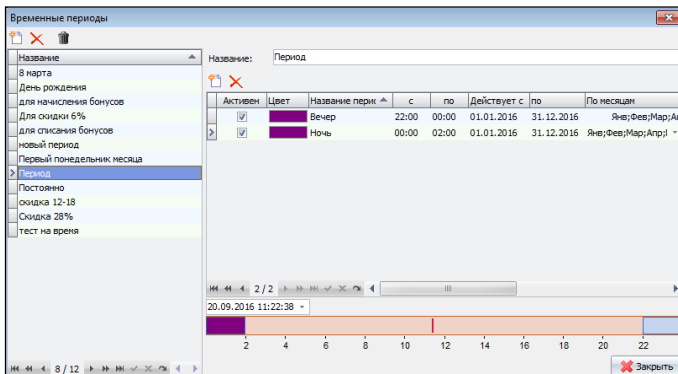 Временные периоды
Название
8 марта
День рождения
для начисления бонусов
Для скидки 6%
для списания бонусов
новый период
Первый понедельник месяца
Период
Постоянно
скидка 12-18
Скидка 28%
тест на время
8 / 12
Название: Период
Активен Цвет Название перис с по Действует с по По месяцам
Вечер 22:00 00:00 01.01.2016 31.12.2016 Янв;Фев;Мар;А
Ночь 00:00 02:00 01.01.2016 31.12.2016 Янв;Фев;Мар;Апр;
2 / 2
20.09.2016 11:22:38
2 4 6 8 10 12 14 16 18 20 22
Закрыть